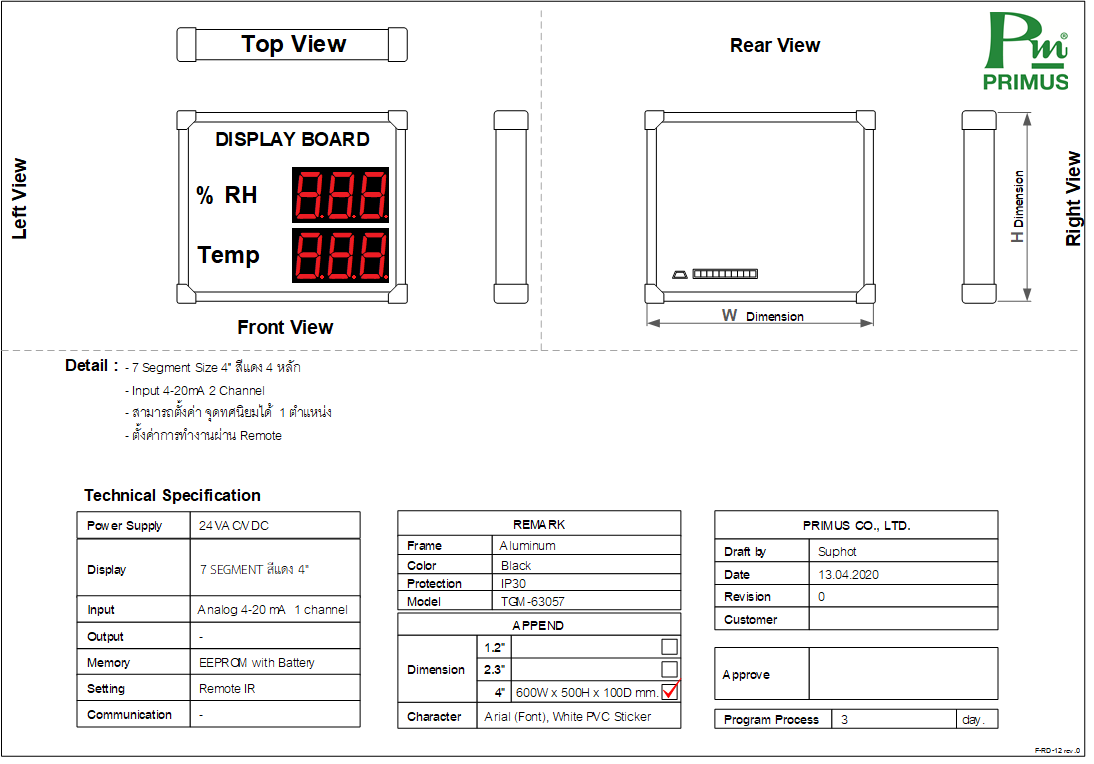 Top View
Rear View
Pm®
PRIMUS
Left View
DISPLAY BOARD
% RH
8.8.8.
Temp
8.8.8.
Front View
H Dimension
Right View
W Dimension
Detail :
- 7 Segment Size 4" สีแดง 4 หลัก
- Input 4-20mA 2 Channel
- สามารถตั้งค่า จุดทศนิยมได้ 1 ตำแหน่ง
- ตั้งค่าการทำงานผ่าน Remote
Technical Specification
Power Supply 24 VAC/VDC
Display 7 SEGMENT สีแดง 4"
Input Analog 4-20 mA 1 channel
Output -
Memory EEPROM with Battery
Setting Remote IR
Communication -
REMARK
Frame Aluminum
Color Black
Protection IP30
Model TGM-63057
APPEND
Dimension
1.2"
2.3"
4" 600W x 500H x 100D mm.
Character Arial (Font), White PVC Sticker
PRIMUS CO., LTD.
Draft by Suphot
Date 13.04.2020
Revision 0
Customer
Approve
Program Process 3 day.
F-RD-12 rev.0